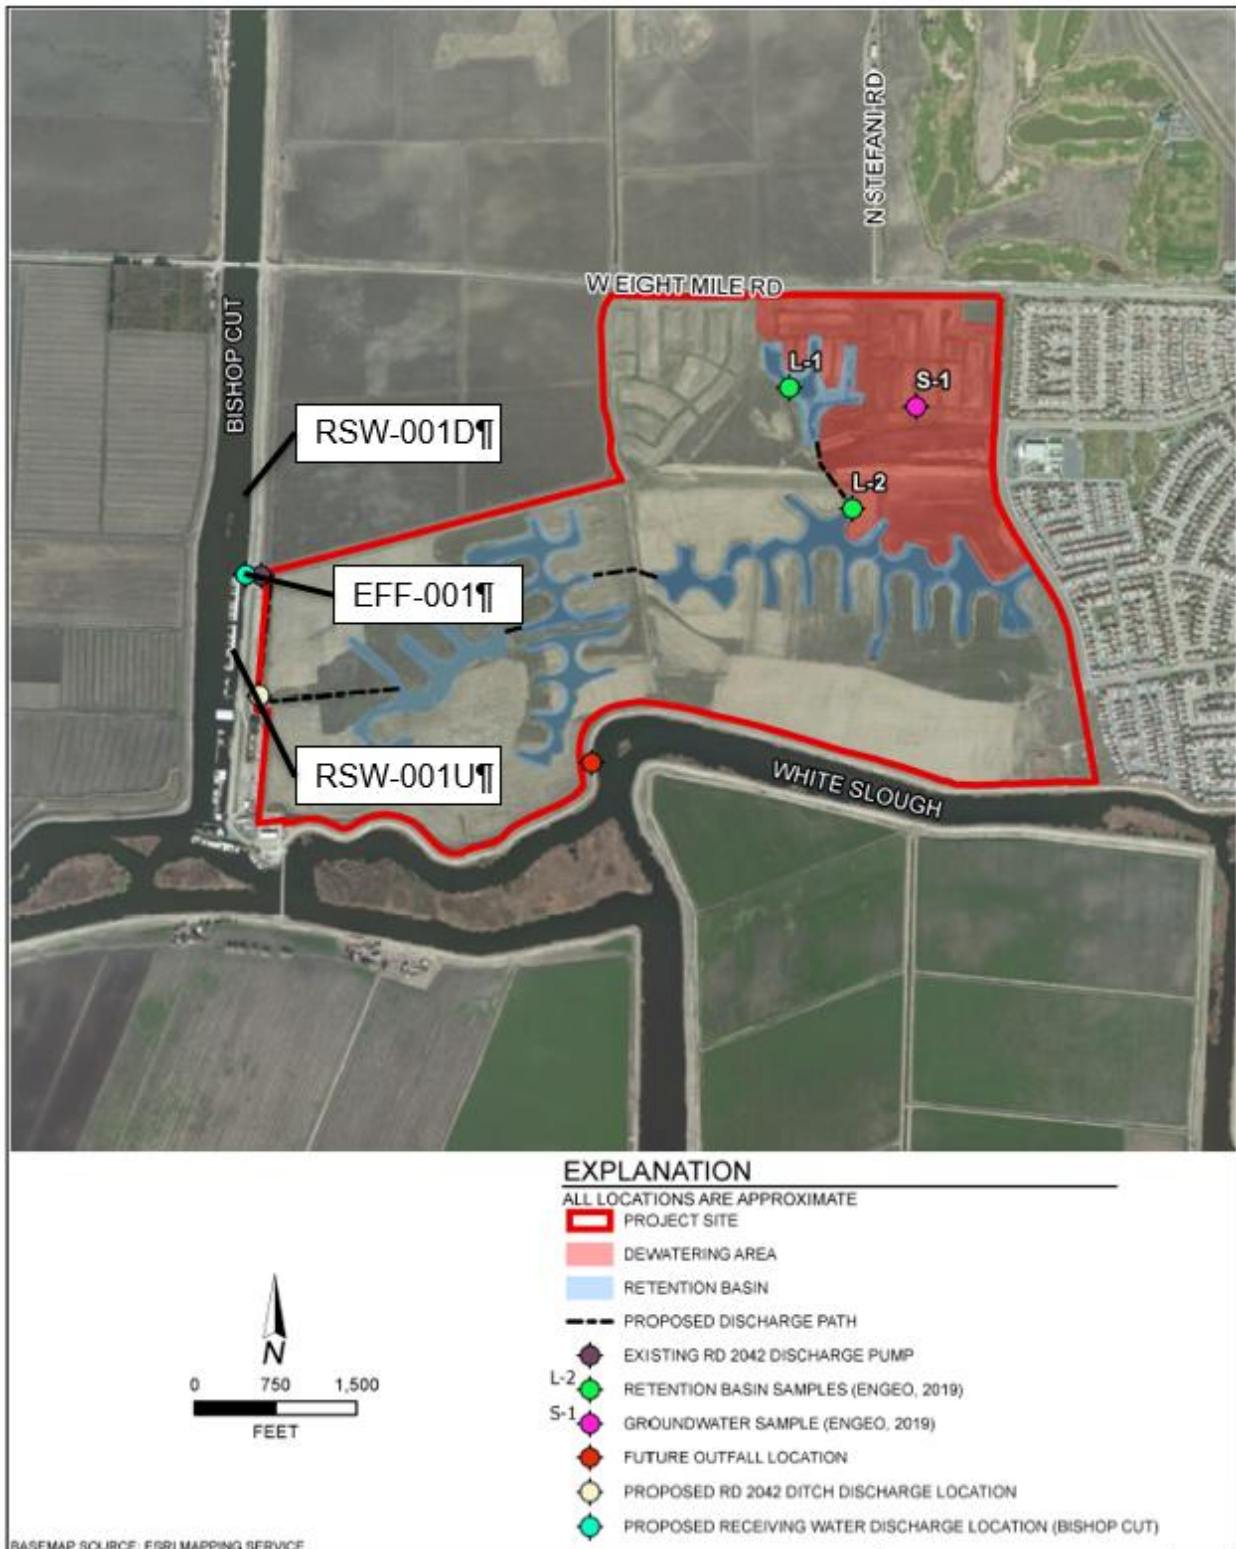 N STEFANI RD
W EIGHT MILE RD
BISHOP CUT
L-1
S-1
RSW-001D¶
L-2
EFF-001¶
RSW-001U¶
WHITE SLOUGH
EXPLANATION
ALL LOCATIONS ARE APPROXIMATE
PROJECT SITE
DEWATERING AREA
RETENTION BASIN
PROPOSED DISCHARGE PATH
EXISTING RD 2042 DISCHARGE PUMP
L-2 RETENTION BASIN SAMPLES (ENGEO, 2019)
S-1 GROUNDWATER SAMPLE (ENGEO, 2019)
FUTURE OUTFALL LOCATION
PROPOSED RD 2042 DITCH DISCHARGE LOCATION
PROPOSED RECEIVING WATER DISCHARGE LOCATION (BISHOP CUT)
N
0 750 1,500
FEET
BASEMAP SOURCE: ESRI MAPPING SERVICE